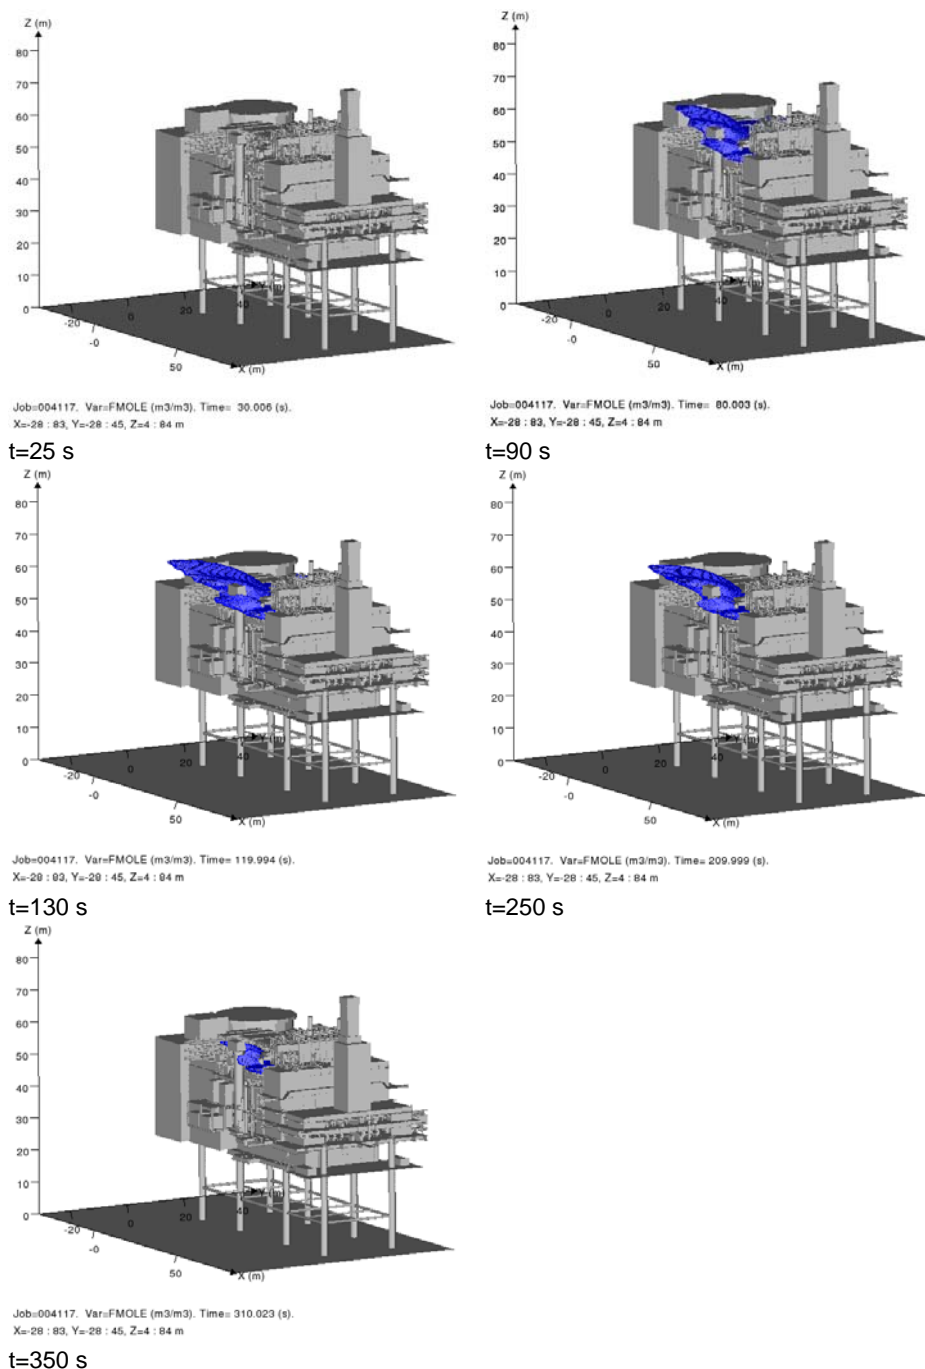 Z (m)
80
70
60
50
40
30
20
10
0
-20
-0
0
20
40
50
Y (m)
X (m)
Job=004117. Var=FMOLE (m3/m3). Time= 30.006 (s).
X=-28 : 83, Y=-28 : 45, Z=4 : 84 m
t=25 s
Z (m)
80
70
60
50
40
30
20
10
0
-20
-0
0
20
40
50
Y (m)
X (m)
Job=004117. Var=FMOLE (m3/m3). Time= 80.003 (s).
X=-28 : 83, Y=-28 : 45, Z=4 : 84 m
t=90 s
Z (m)
80
70
60
50
40
30
20
10
0
-20
-0
0
20
40
50
Y (m)
X (m)
Job=004117. Var=FMOLE (m3/m3). Time= 119.994 (s).
X=-28 : 83, Y=-28 : 45, Z=4 : 84 m
t=130 s
Z (m)
80
70
60
50
40
30
20
10
0
-20
-0
0
20
40
50
Y (m)
X (m)
Job=004117. Var=FMOLE (m3/m3). Time= 209.999 (s).
X=-28 : 83, Y=-28 : 45, Z=4 : 84 m
t=250 s
Z (m)
80
70
60
50
40
30
20
10
0
-20
-0
0
20
40
50
Y (m)
X (m)
Job=004117. Var=FMOLE (m3/m3). Time= 310.023 (s).
X=-28 : 83, Y=-28 : 45, Z=4 : 84 m
t=350 s